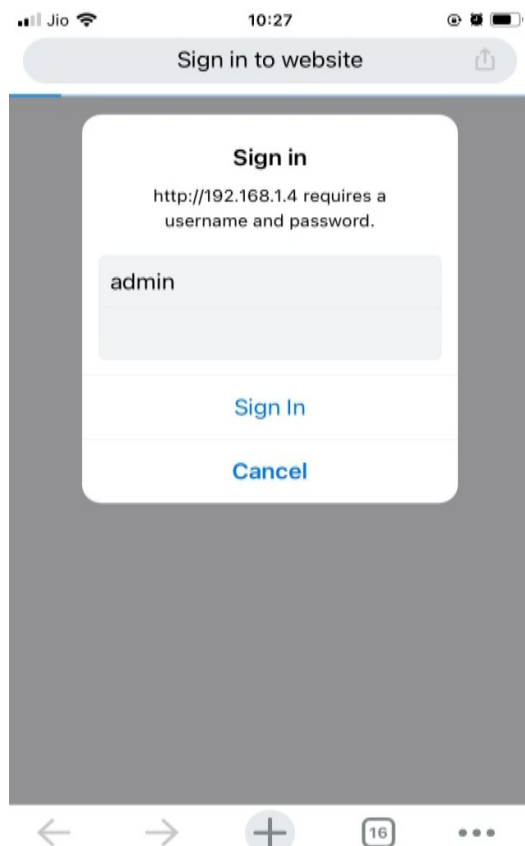 Jio 10:27
Sign in to website
Sign in
http://192.168.1.4 requires a
username and password.
admin
Sign In
Cancel
16